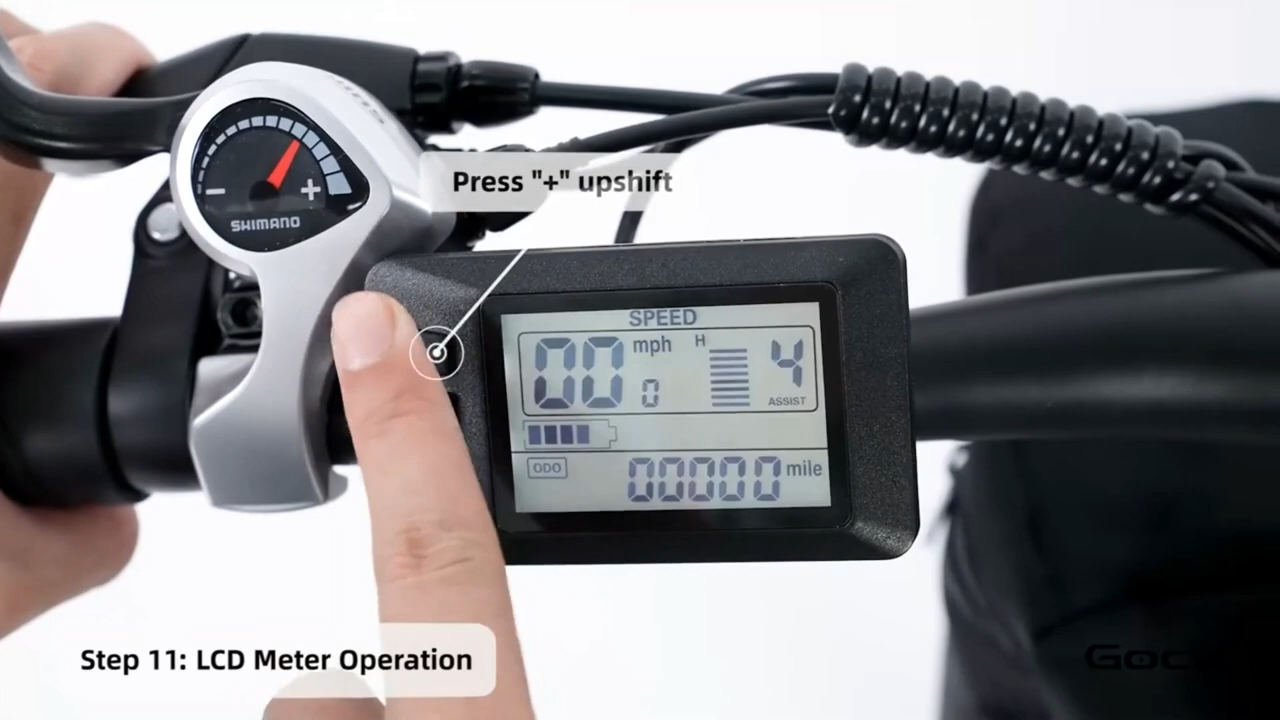 SHIMANO
Press "+" upshift
SPEED
00 mph
0
H
4
ASSIST
ODO
00000 mile
Step 11: LCD Meter Operation